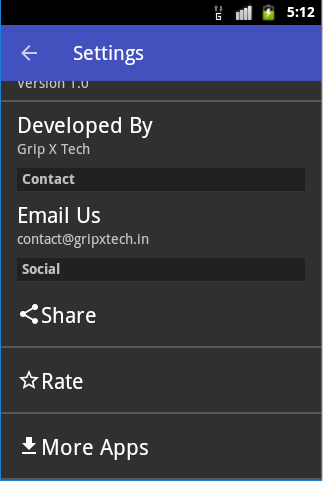 G
5:12
Settings
Version 1.0
Developed By
Grip X Tech
Contact
Email Us
contact@gripxtech.in
Social
Share
Rate
More Apps